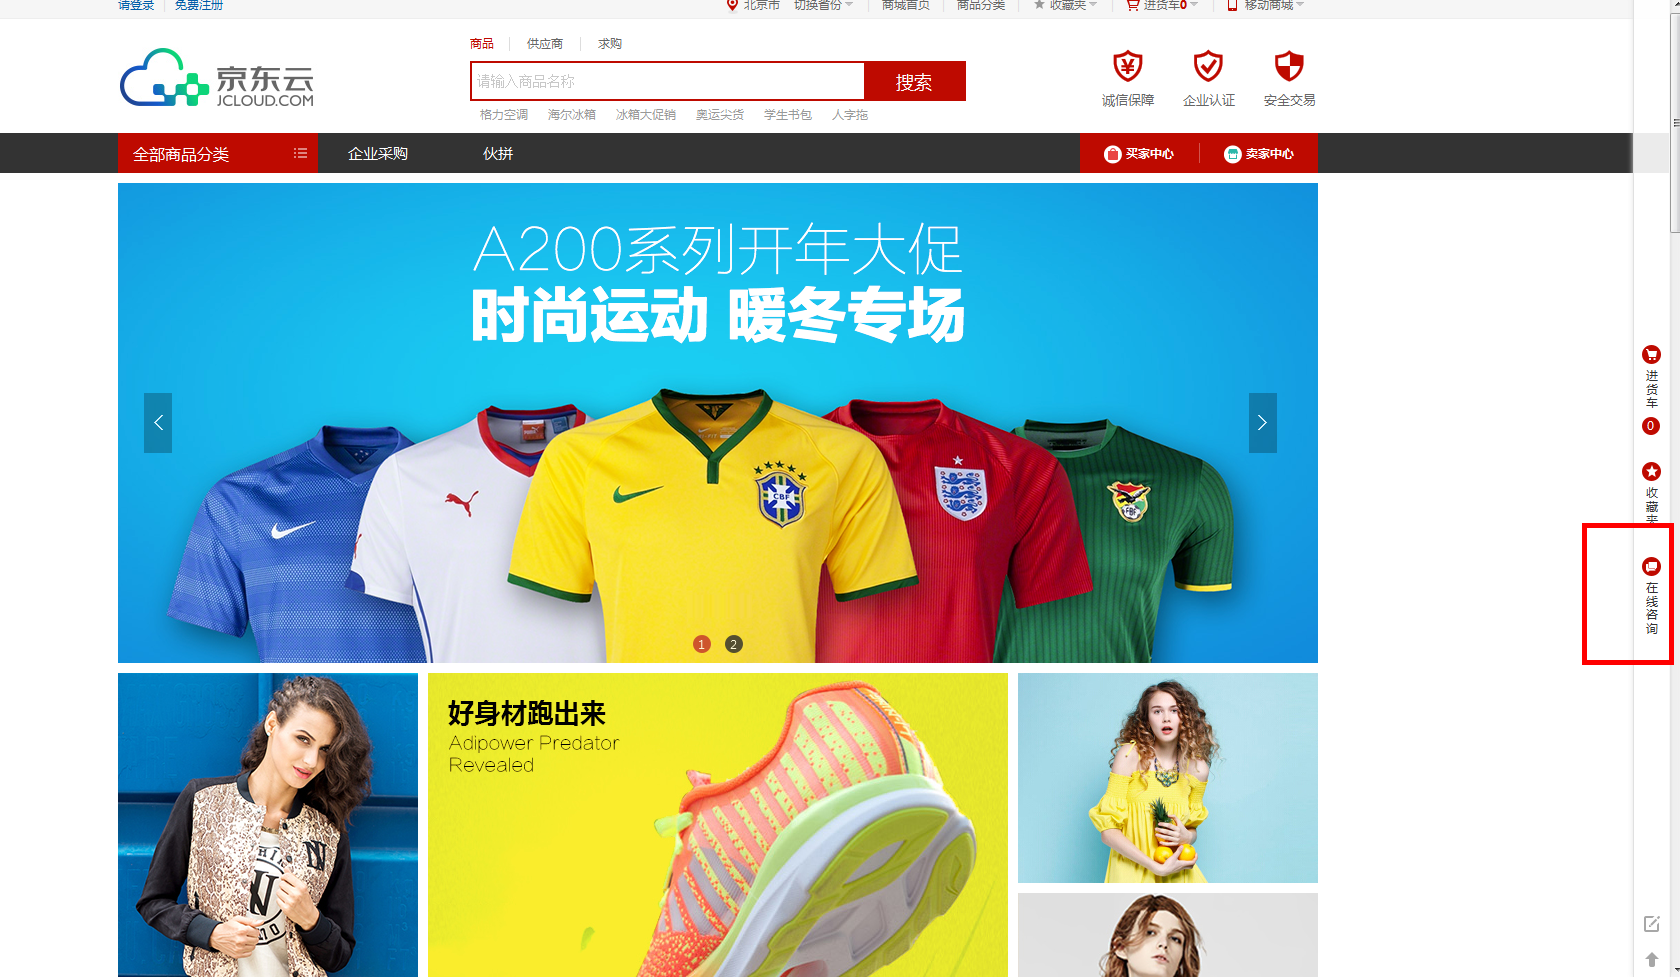 请登录 免费注册 北京市 切换省份 商城首页 商品分类 收藏夹 进货车0 移动商城
商品 供应商 求购
京东云
JCLOUD.COM
请输入商品名称 搜索
诚信保障 企业认证 安全交易
格力空调 海尔冰箱 冰箱大促销 奥运尖货 学生书包 人字拖
全部商品分类 企业采购 伙拼 买家中心 卖家中心
A200系列开年大促
时尚运动 暖冬专场
CBF
FBF
1 2
进货车
0
收藏夹
在线咨询
好身材跑出来
Adipower Predator
Revealed
N